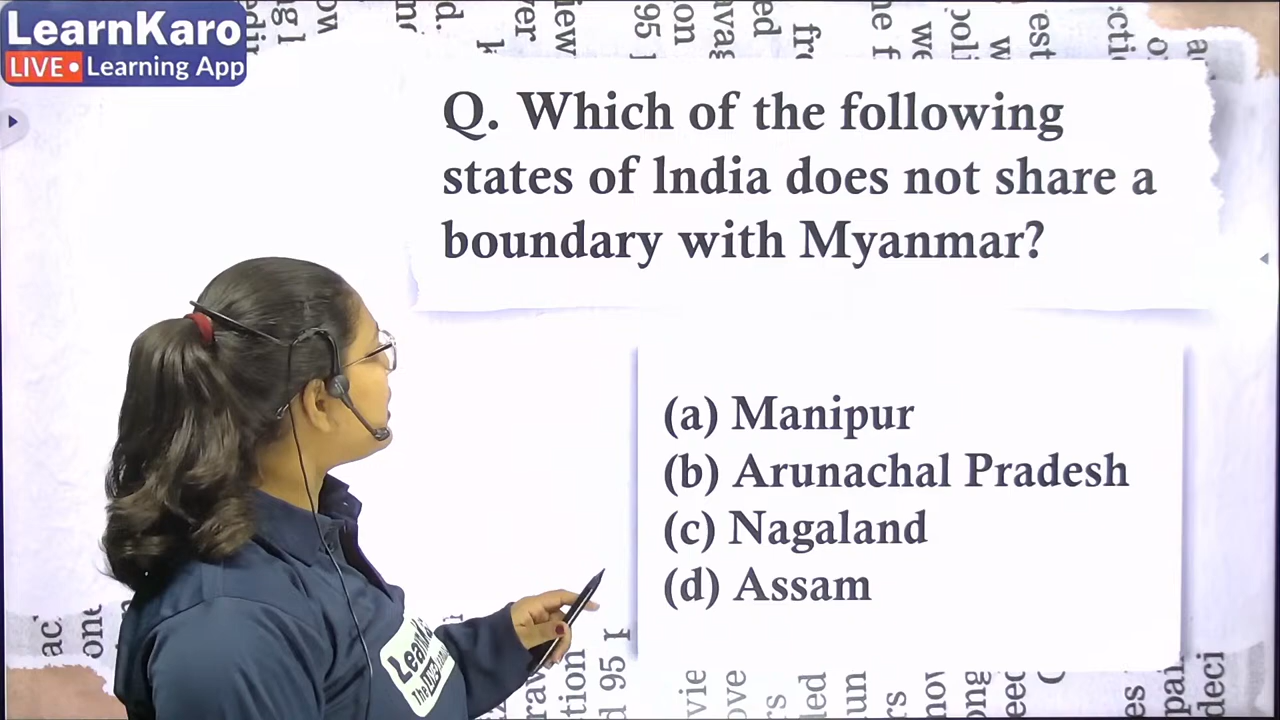 LearnKaro
LIVE • Learning App
Q. Which of the following
states of India does not share a
boundary with Myanmar?
(a) Manipur
(b) Arunachal Pradesh
(c) Nagaland
(d) Assam